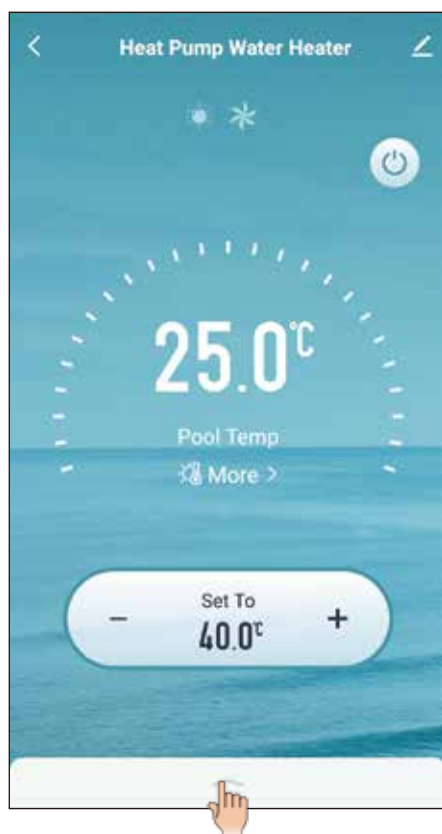 Heat Pump Water Heater
25.0℃
Pool Temp
More >
Set To
− 40.0℃ +